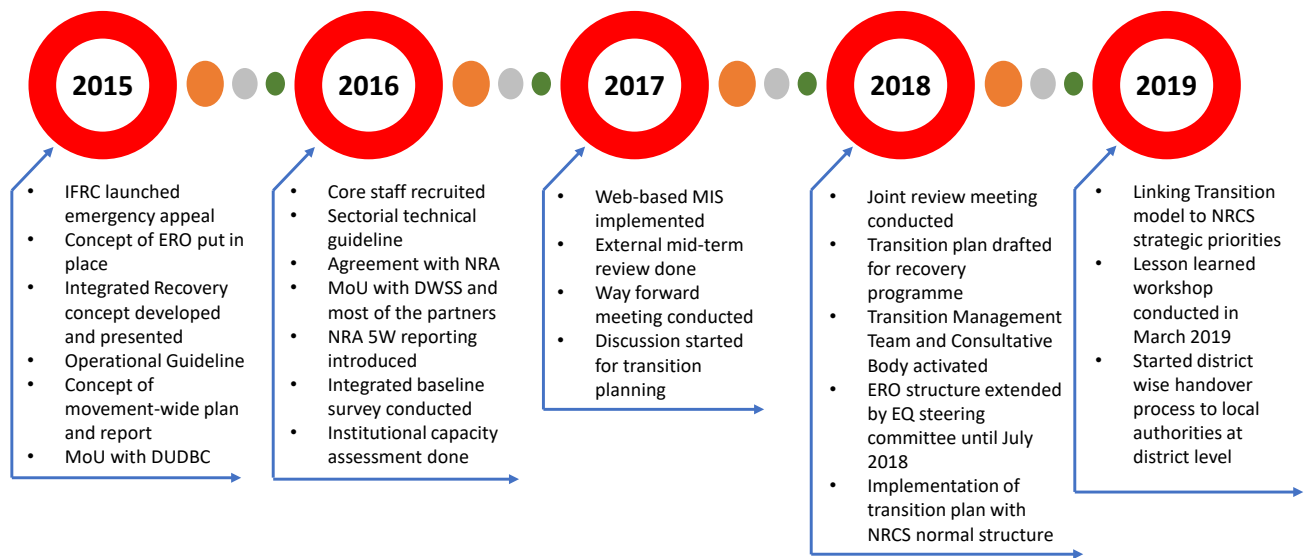 2015
2016
2017
2018
2019
• IFRC launched
emergency appeal
• Concept of ERO put in
place
• Integrated Recovery
concept developed
and presented
• Operational Guideline
• Concept of
movement-wide plan
and report
• MoU with DUDBC
• Core staff recruited
• Sectorial technical
guideline
• Agreement with NRA
• MoU with DWSS and
most of the partners
• NRA 5W reporting
introduced
• Integrated baseline
survey conducted
• Institutional capacity
assessment done
• Web-based MIS
implemented
• External mid-term
review done
• Way forward
meeting conducted
• Discussion started
for transition
planning
• Joint review meeting
conducted
• Transition plan drafted
for recovery
programme
• Transition Management
Team and Consultative
Body activated
• ERO structure extended
by EQ steering
committee until July
2018
• Implementation of
transition plan with
NRCS normal structure
• Linking Transition
model to NRCS
strategic priorities
• Lesson learned
workshop
conducted in
March 2019
• Started district
wise handover
process to local
authorities at
district level